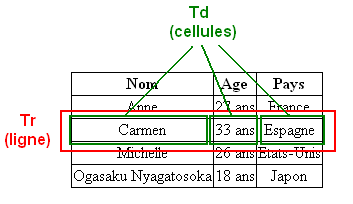 Td
(cellules)
Nom Age Pays
Anne 27 ans France
Tr
(ligne)
Carmen 33 ans Espagne
Michelle 26 ans Etats-Unis
Ogasaku Nyagatosoka 18 ans Japon